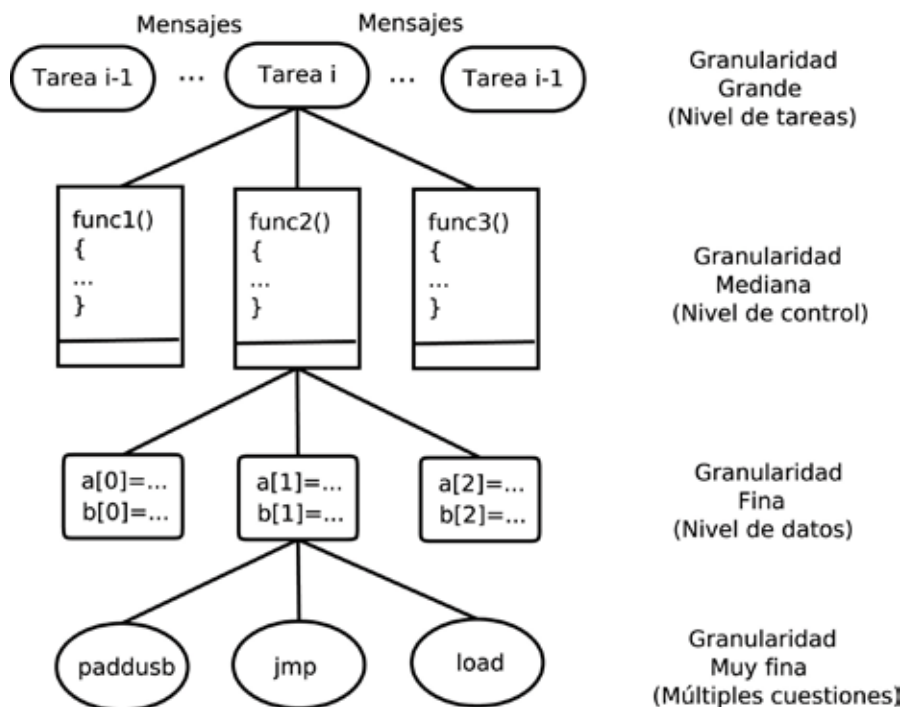 Mensajes
Mensajes
Tarea i-1
...
Tarea i
...
Tarea i-1
Granularidad
Grande
(Nivel de tareas)
func1()
{
...
}
func2()
{
...
}
func3()
{
...
}
Granularidad
Mediana
(Nivel de control)
a[0]=...
b[0]=...
a[1]=...
b[1]=...
a[2]=...
b[2]=...
Granularidad
Fina
(Nivel de datos)
paddusb
jmp
load
Granularidad
Muy fina
(Múltiples cuestiones)